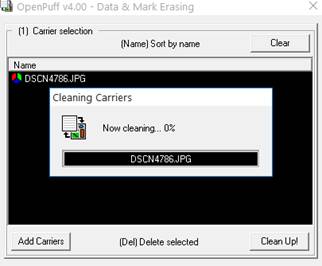 OpenPuff v4.00 - Data & Mark Erasing
(1) Carrier selection
(Name) Sort by name
Clear
Name
DSCN4786.JPG
Cleaning Carriers
Now cleaning... 0%
DSCN4786.JPG
Add Carriers
(Del) Delete selected
Clean Up!